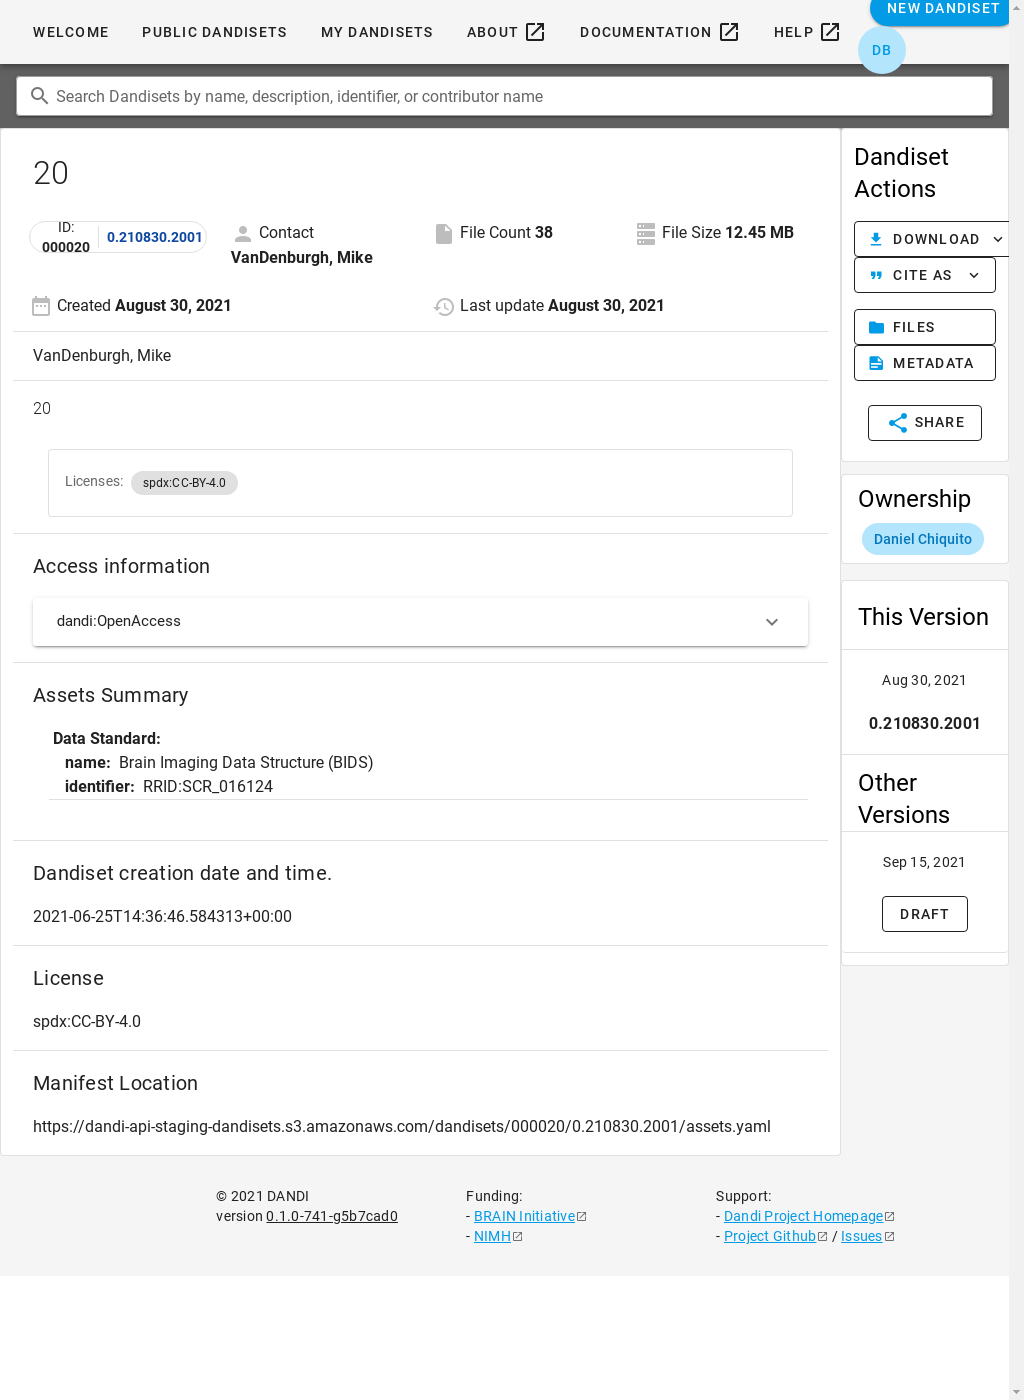 WELCOME PUBLIC DANDISETS MY DANDISETS ABOUT DOCUMENTATION HELP NEW DANDISET
DB
Search Dandisets by name, description, identifier, or contributor name
20
ID: 000020 0.210830.2001
Contact VanDenburgh, Mike
File Count 38
File Size 12.45 MB
Created August 30, 2021
Last update August 30, 2021
VanDenburgh, Mike
20
Licenses: spdx:CC-BY-4.0
Access information
dandi:OpenAccess
Assets Summary
Data Standard:
name: Brain Imaging Data Structure (BIDS)
identifier: RRID:SCR_016124
Dandiset creation date and time.
2021-06-25T14:36:46.584313+00:00
License
spdx:CC-BY-4.0
Manifest Location
https://dandi-api-staging-dandisets.s3.amazonaws.com/dandisets/000020/0.210830.2001/assets.yaml
Dandiset
Actions
DOWNLOAD
CITE AS
FILES
METADATA
SHARE
Ownership
Daniel Chiquito
This Version
Aug 30, 2021
0.210830.2001
Other
Versions
Sep 15, 2021
DRAFT
© 2021 DANDI
version 0.1.0-741-g5b7cad0
Funding:
- BRAIN Initiative
- NIMH
Support:
- Dandi Project Homepage
- Project Github / Issues